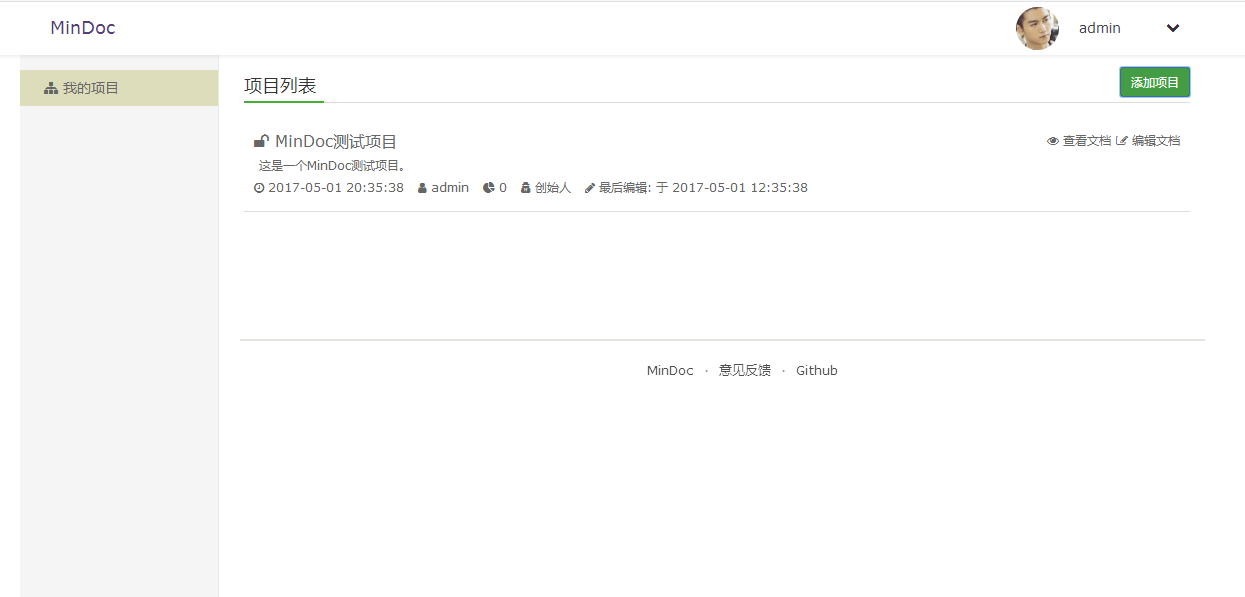 MinDoc
admin
我的项目
项目列表
添加项目
MinDoc测试项目
查看文档 编辑文档
这是一个MinDoc测试项目。
2017-05-01 20:35:38 admin 0 创始人 最后编辑: 于 2017-05-01 12:35:38
MinDoc · 意见反馈 · Github